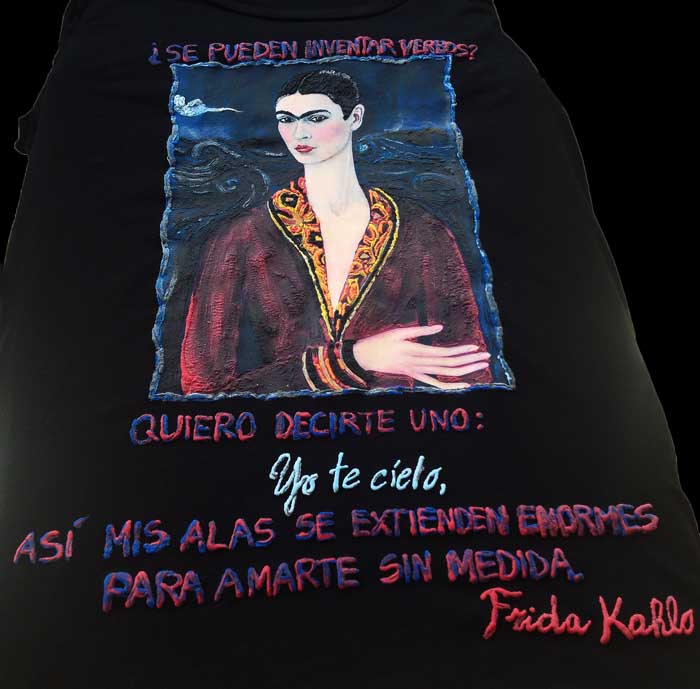 ¿SE PUEDEN INVENTAR VERBOS?
QUIERO DECIRTE UNO:
Yo te cielo,
ASÍ MIS ALAS SE EXTIENDEN ENORMES
PARA AMARTE SIN MEDIDA.
Frida Kahlo